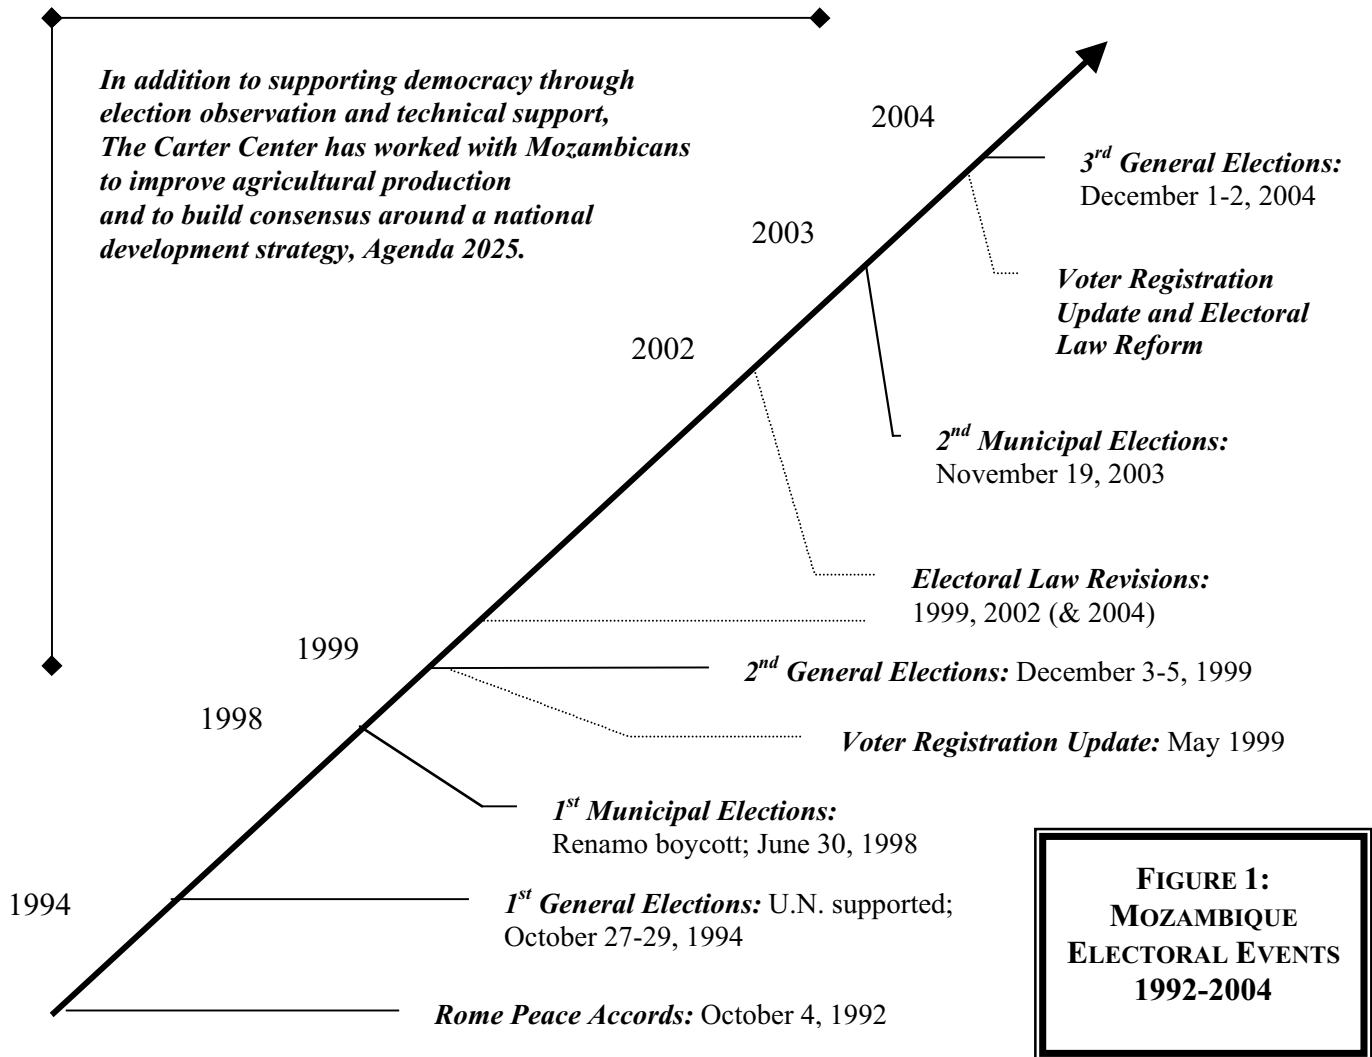 In addition to supporting democracy through
election observation and technical support,
The Carter Center has worked with Mozambicans
to improve agricultural production
and to build consensus around a national
development strategy, Agenda 2025.
2004
3rd General Elections:
December 1-2, 2004
2003
Voter Registration
Update and Electoral
Law Reform
2002
2nd Municipal Elections:
November 19, 2003
Electoral Law Revisions:
1999, 2002 (& 2004)
1999
2nd General Elections: December 3-5, 1999
1998
Voter Registration Update: May 1999
1st Municipal Elections:
Renamo boycott; June 30, 1998
1994
1st General Elections: U.N. supported;
October 27-29, 1994
Rome Peace Accords: October 4, 1992
FIGURE 1:
MOZAMBIQUE
ELECTORAL EVENTS
1992-2004